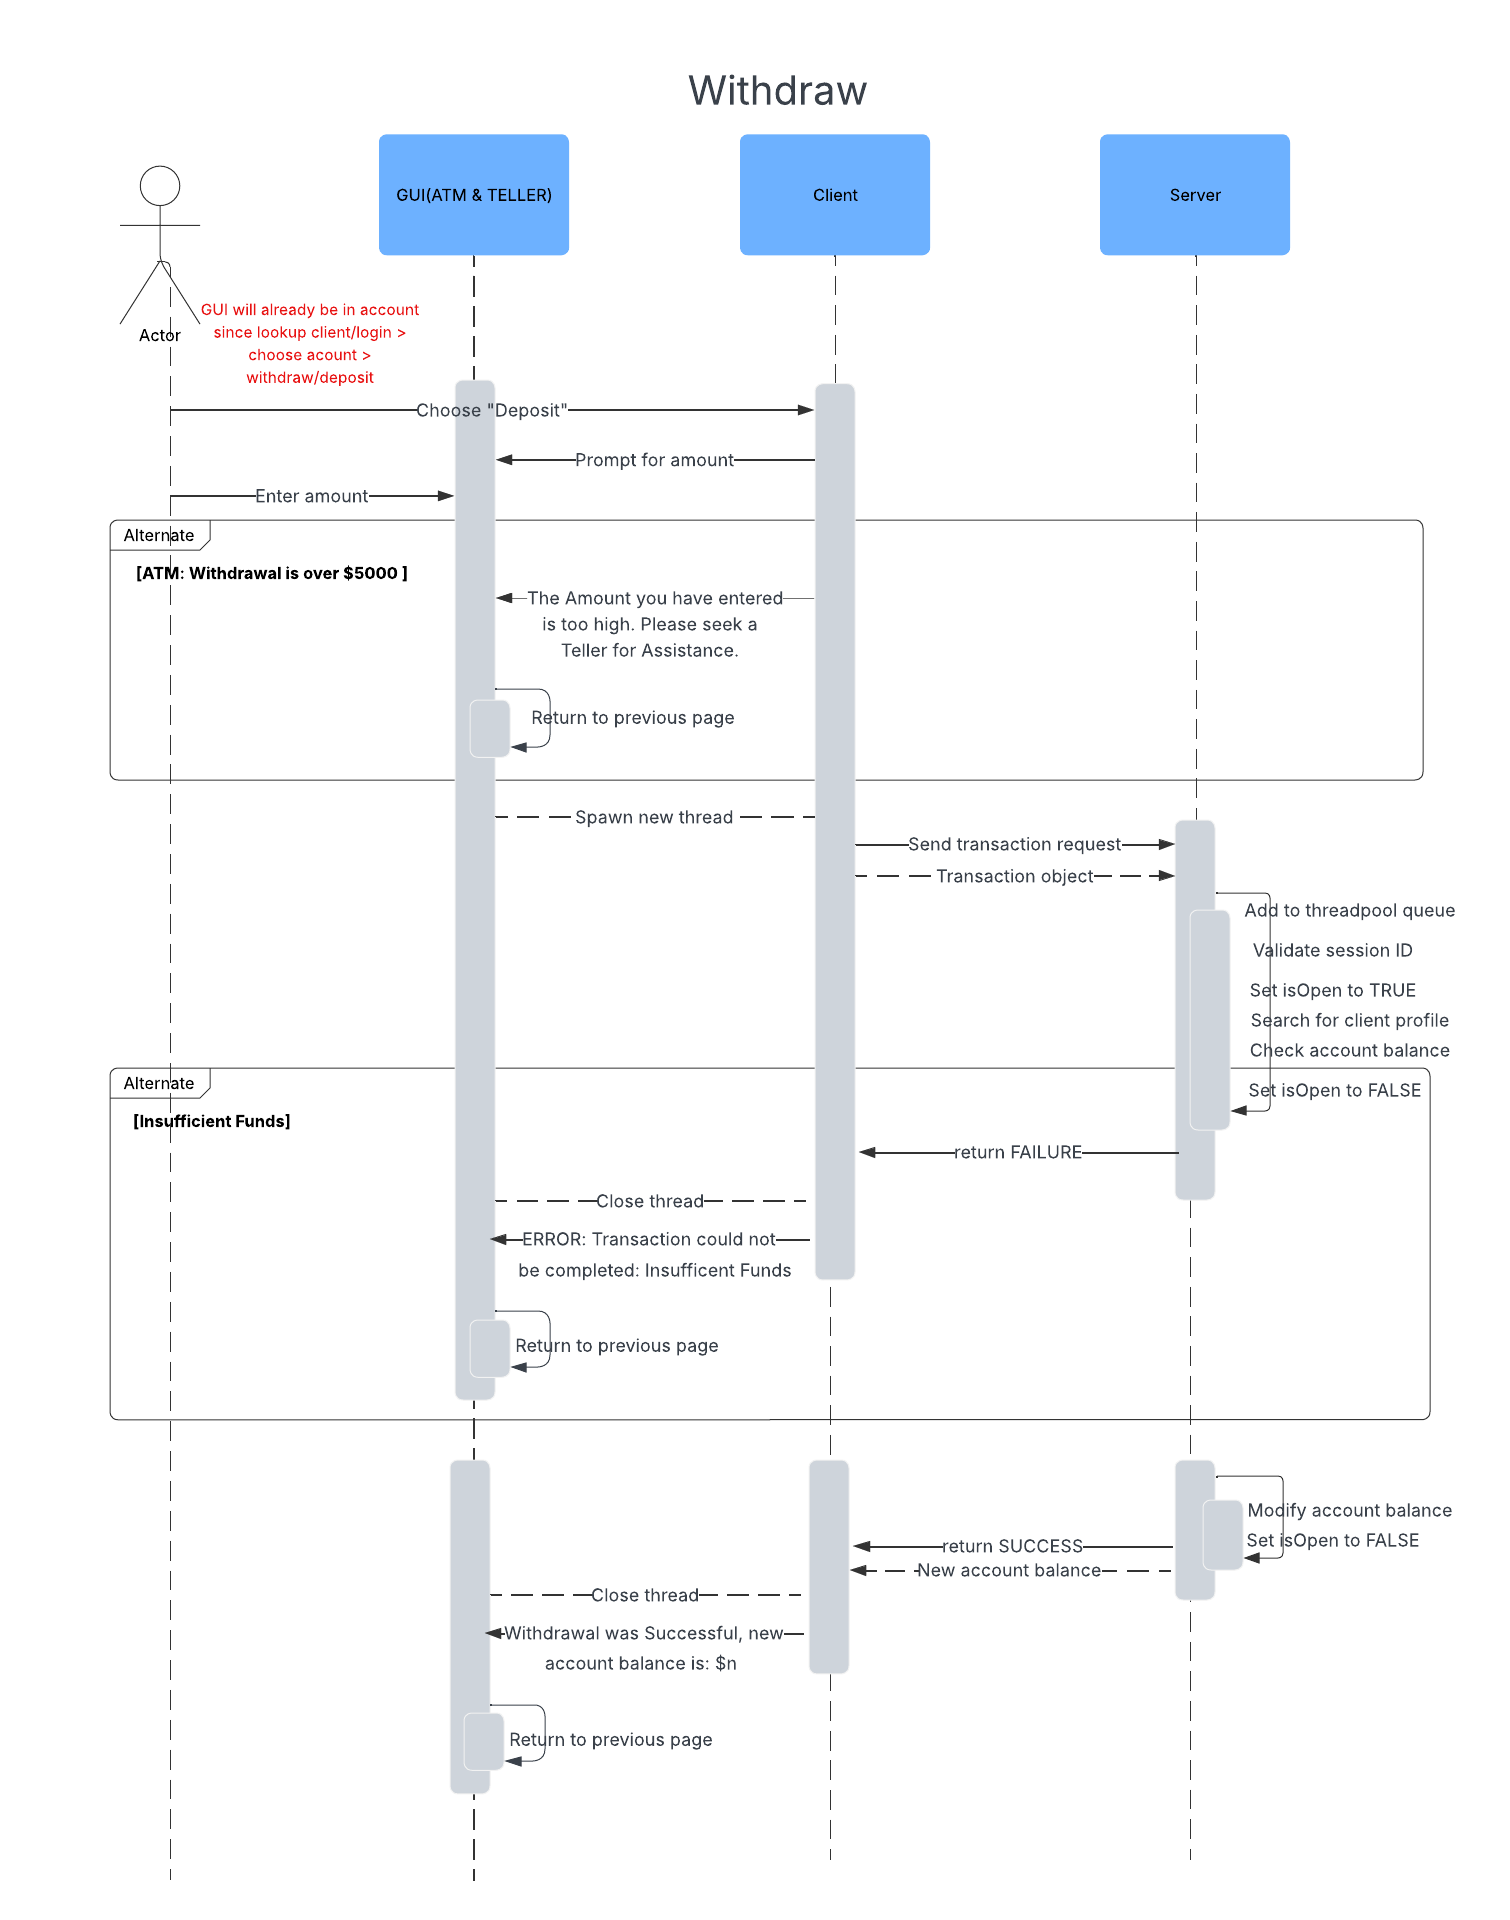 Withdraw
GUI(ATM & TELLER)
Client
Server
Actor
GUI will already be in account
since lookup client/login >
choose acount >
withdraw/deposit
Choose "Deposit"
Prompt for amount
Enter amount
Alternate
[ATM: Withdrawal is over $5000 ]
The Amount you have entered
is too high. Please seek a
Teller for Assistance.
Return to previous page
Spawn new thread
Send transaction request
Transaction object
Add to threadpool queue
Validate session ID
Set isOpen to TRUE
Search for client profile
Check account balance
Alternate
Set isOpen to FALSE
[Insufficient Funds]
return FAILURE
Close thread
ERROR: Transaction could not
be completed: Insufficent Funds
Return to previous page
Modify account balance
Set isOpen to FALSE
return SUCCESS
New account balance
Close thread
Withdrawal was Successful, new
account balance is: $n
Return to previous page